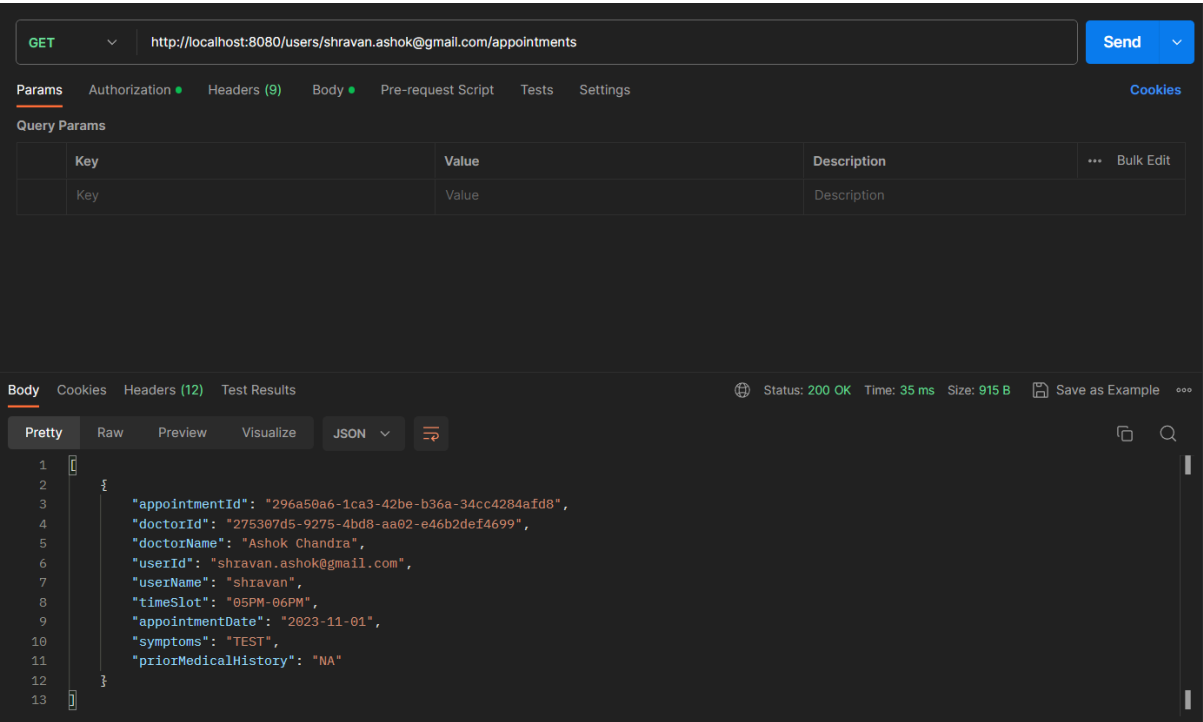 GET http://localhost:8080/users/shravan.ashok@gmail.com/appointments Send
Params Authorization Headers (9) Body Pre-request Script Tests Settings Cookies
Query Params
Key Value Description ••• Bulk Edit
Key Value Description
Body Cookies Headers (12) Test Results Status: 200 OK Time: 35 ms Size: 915 B Save as Example
Pretty Raw Preview Visualize JSON
1 [
2 {
3 "appointmentId": "296a50a6-1ca3-42be-b36a-34cc4284afd8",
4 "doctorId": "275307d5-9275-4bd8-aa02-e46b2def4699",
5 "doctorName": "Ashok Chandra",
6 "userId": "shravan.ashok@gmail.com",
7 "userName": "shravan",
8 "timeSlot": "05PM-06PM",
9 "appointmentDate": "2023-11-01",
10 "symptoms": "TEST",
11 "priorMedicalHistory": "NA"
12 }
13 ]